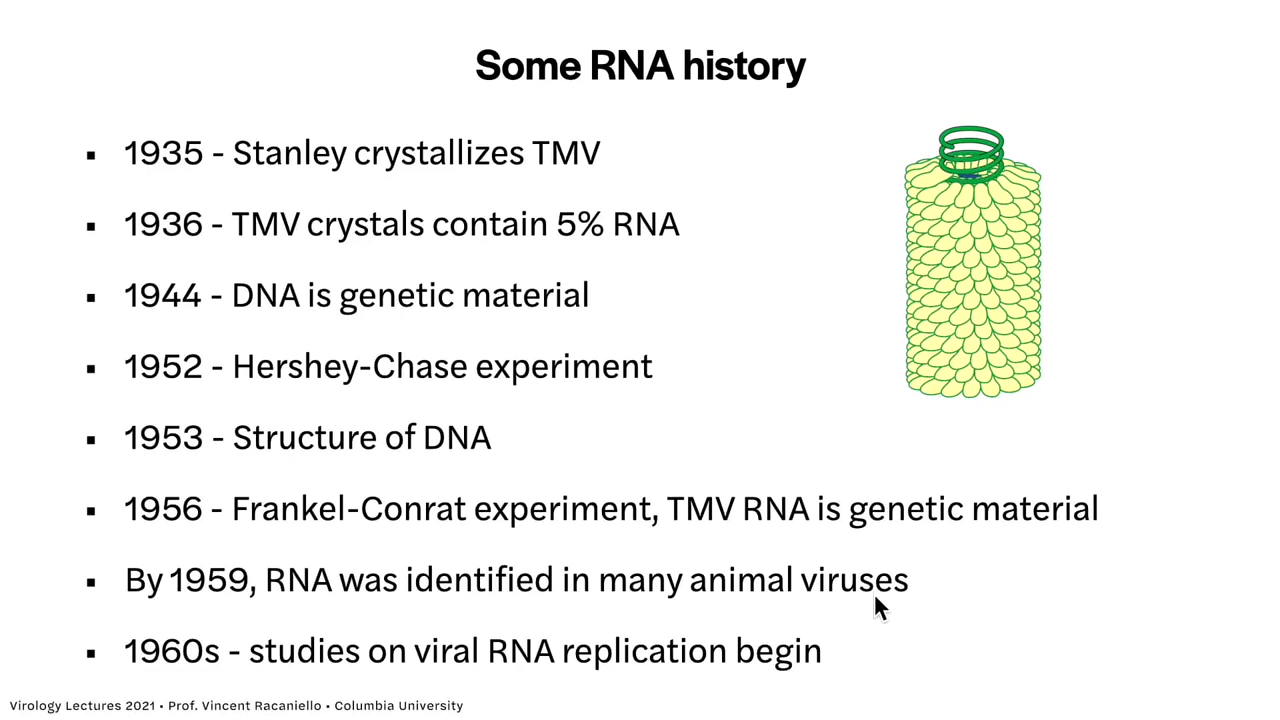 Some RNA history
▪ 1935 - Stanley crystallizes TMV
▪ 1936 - TMV crystals contain 5% RNA
▪ 1944 - DNA is genetic material
▪ 1952 - Hershey-Chase experiment
▪ 1953 - Structure of DNA
▪ 1956 - Frankel-Conrat experiment, TMV RNA is genetic material
▪ By 1959, RNA was identified in many animal viruses
▪ 1960s - studies on viral RNA replication begin
Virology Lectures 2021 • Prof. Vincent Racaniello • Columbia University